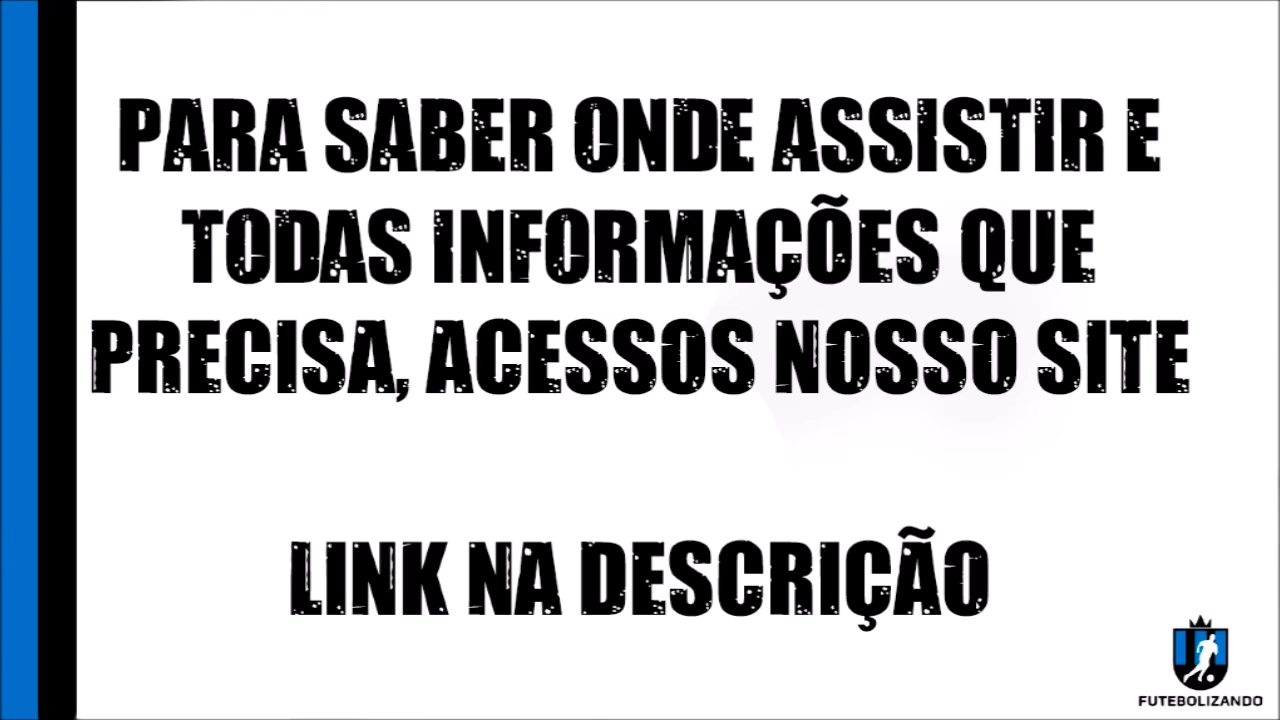 PARA SABER ONDE ASSISTIR E
TODAS INFORMAÇÕES QUE
PRECISA, ACESSOS NOSSO SITE
LINK NA DESCRIÇÃO
FUTEBOLIZANDO